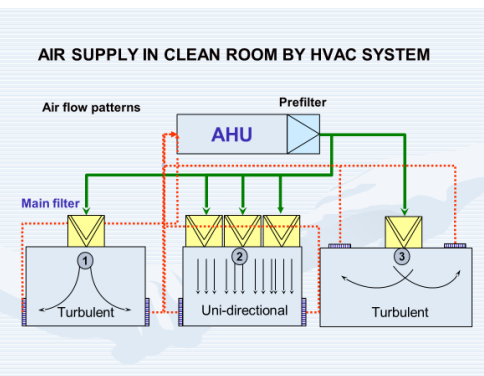 AIR SUPPLY IN CLEAN ROOM BY HVAC SYSTEM
Air flow patterns
Prefilter
AHU
Main filter
1
2
3
Turbulent
Uni-directional
Turbulent